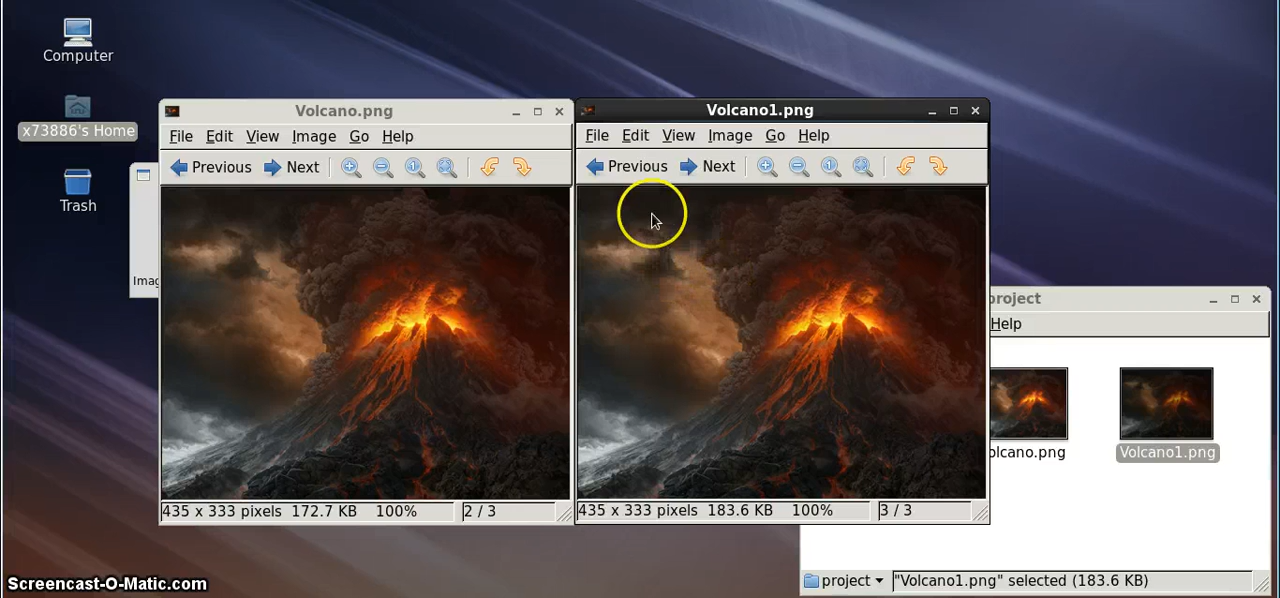 Computer
x73886's Home
Trash
Imag
Volcano.png
File Edit View Image Go Help
Previous Next
435 x 333 pixels 172.7 KB 100% 2 / 3
Volcano1.png
File Edit View Image Go Help
Previous Next
435 x 333 pixels 183.6 KB 100% 3 / 3
project
Help
olcano.png
Volcano1.png
project "Volcano1.png" selected (183.6 KB)
Screencast-O-Matic.com